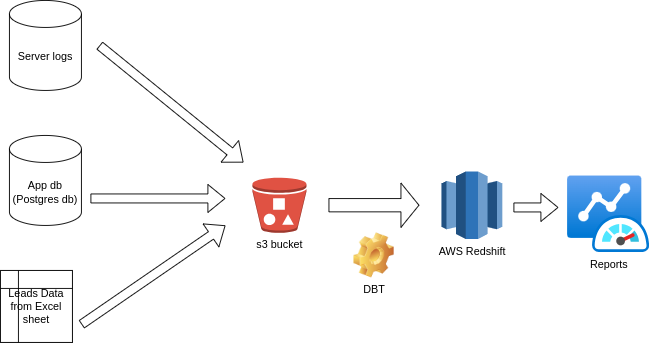 Server logs
App db
(Postgres db)
Leads Data
from Excel
sheet
s3 bucket
DBT
AWS Redshift
Reports